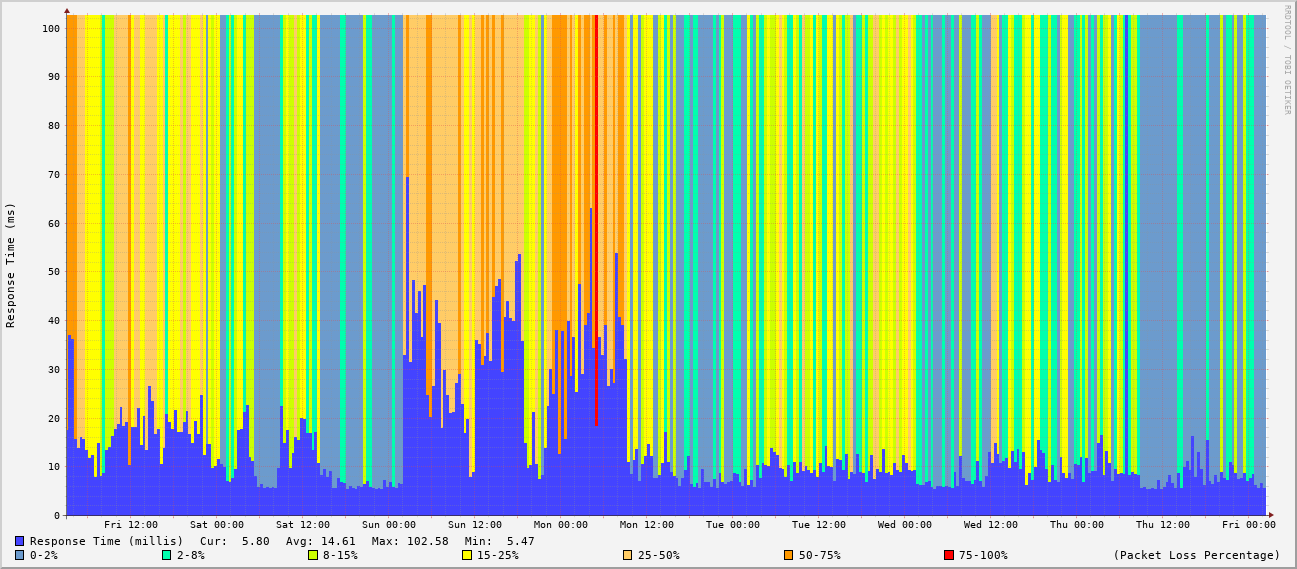 RRDTOOL / TOBI OETIKER
Response Time (ms)
100
90
80
70
60
50
40
30
20
10
0
Fri 12:00 Sat 00:00 Sat 12:00 Sun 00:00 Sun 12:00 Mon 00:00 Mon 12:00 Tue 00:00 Tue 12:00 Wed 00:00 Wed 12:00 Thu 00:00 Thu 12:00 Fri 00:00
Response Time (millis) Cur: 5.80 Avg: 14.61 Max: 102.58 Min: 5.47
0-2% 2-8% 8-15% 15-25% 25-50% 50-75% 75-100% (Packet Loss Percentage)